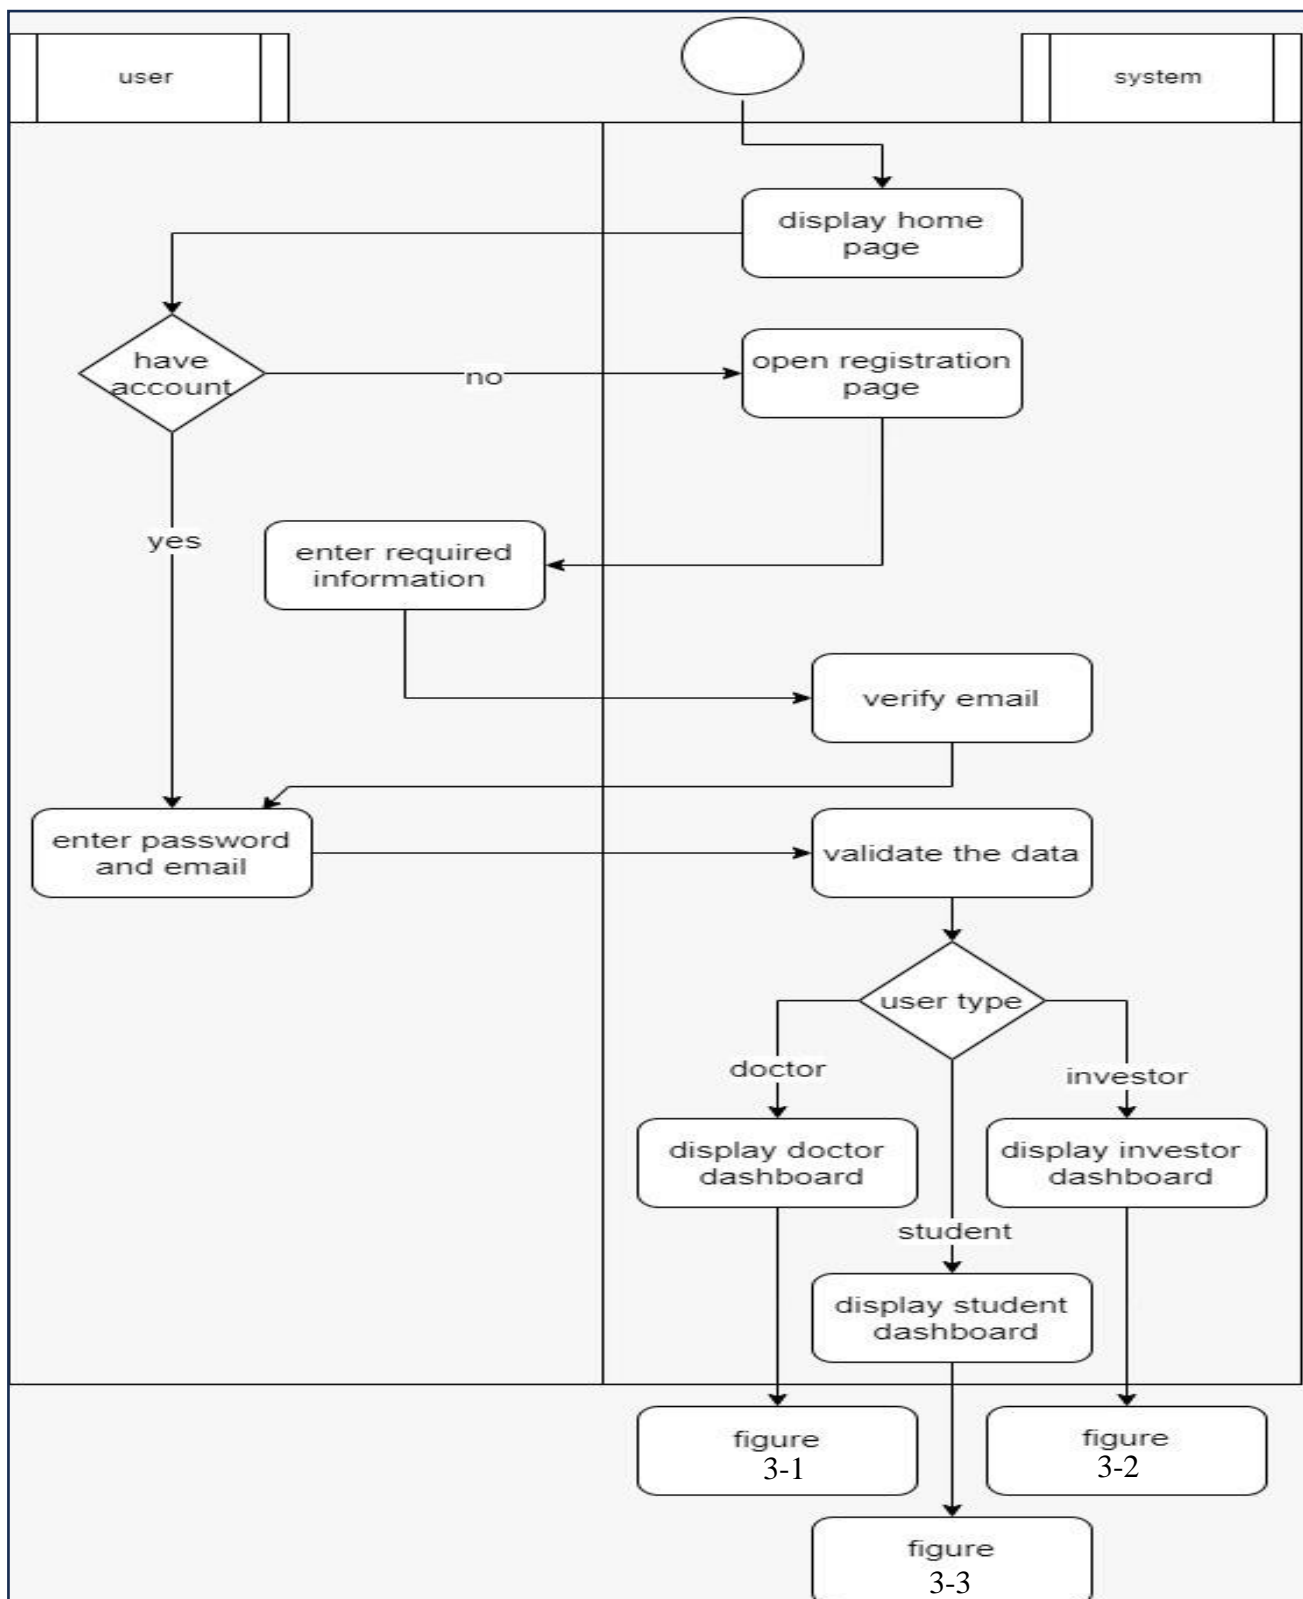 user
system
display home
page
have
account
no
open registration
page
yes
enter required
information
verify email
enter password
and email
validate the data
user type
doctor
investor
display doctor
dashboard
display investor
dashboard
student
display student
dashboard
figure
3-1
figure
3-2
figure
3-3